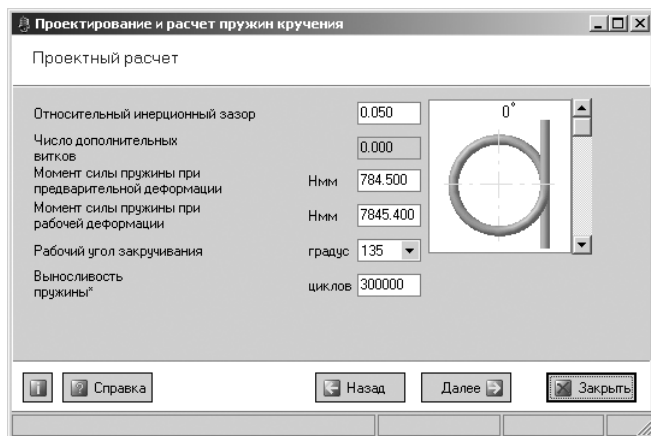 Проектирование и расчет пружин кручения
Проектный расчет
Относительный инерционный зазор 0.050
Число дополнительных
витков 0.000
Момент силы пружины при
предварительной деформации Нмм 784.500
Момент силы пружины при
рабочей деформации Нмм 7845.400
Рабочий угол закручивания градус 135
Выносливость
пружины* циклов 300000
0°
Справка Назад Далее Закрыть